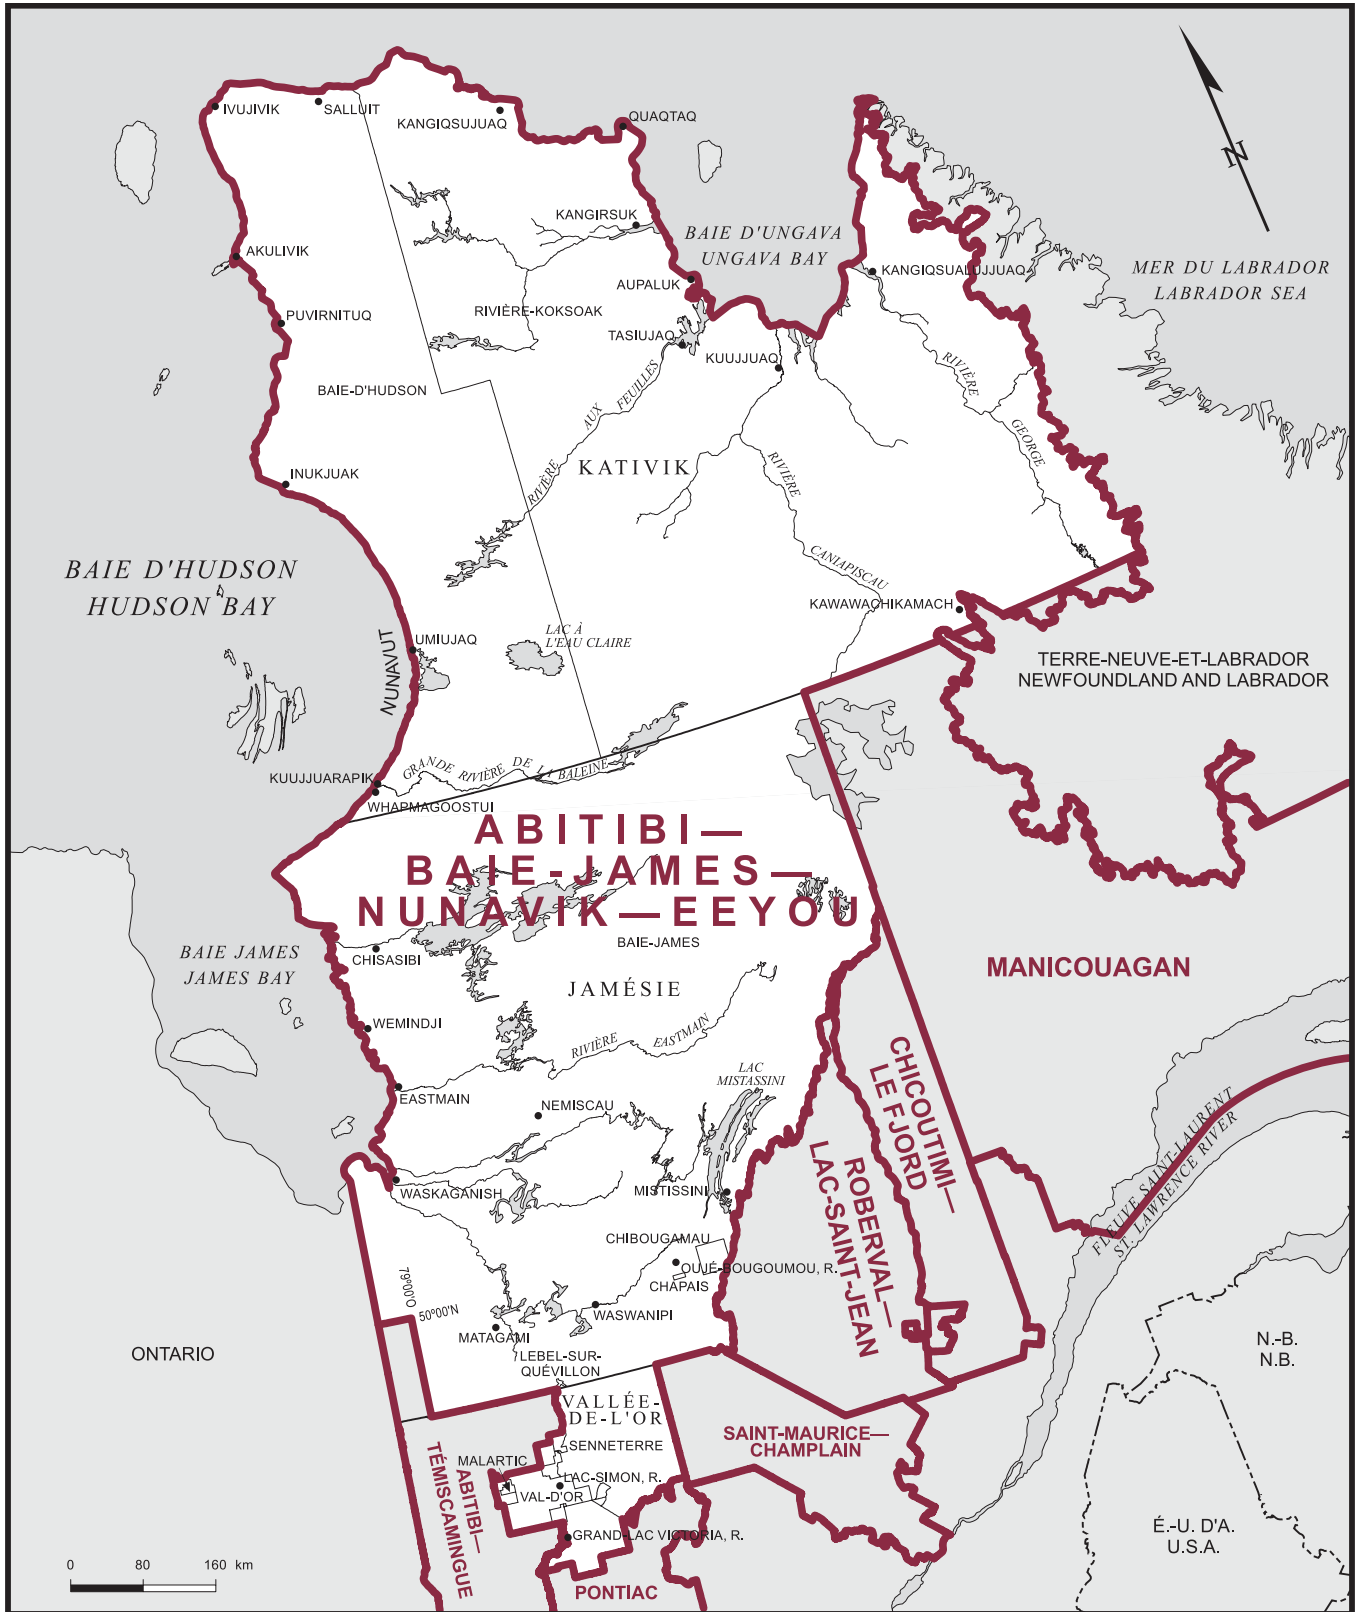 IVUJIVIK
SALLUIT
KANGIQSUJUAQ
QUAQTAQ
N
KANGIRSUK
BAIE D'UNGAVA
UNGAVA BAY
AKULIVIK
AUPALUK
KANGIQSUALUJJUAQ
MER DU LABRADOR
LABRADOR SEA
PUVIRNITUQ
RIVIÈRE-KOKSOAK
TASIUJAQ
KUUJJUAQ
BAIE-D'HUDSON
RIVIÈRE AUX FEUILLES
RIVIÈRE GEORGE
KATIVIK
INUKJUAK
RIVIÈRE CANIAPISCAU
BAIE D'HUDSON
HUDSON BAY
KAWAWACHIKAMACH
NUNAVUT
UMIUJAQ
LAC À
L'EAU CLAIRE
TERRE-NEUVE-ET-LABRADOR
NEWFOUNDLAND AND LABRADOR
KUUJJUARAPIK
GRANDE RIVIÈRE DE LA BALEINE
WHAPMAGOOSTUI
ABITIBI—
BAIE-JAMES—
NUNAVIK—EEYOU
BAIE-JAMES
BAIE JAMES
JAMES BAY
CHISASIBI
JAMÉSIE
MANICOUAGAN
WEMINDJI
RIVIÈRE EASTMAIN
CHICOUTIMI—
LE FJORD
EASTMAIN
LAC
MISTASSINI
NEMISCAU
FLEUVE SAINT-LAURENT
ST. LAWRENCE RIVER
ROBERVAL—
LAC-SAINT-JEAN
WASKAGANISH
MISTISSINI
CHIBOUGAMAU
OUJÉ-BOUGOUMOU, R.
CHAPAIS
79º00'O
50º00'N
WASWANIPI
MATAGAMI
LEBEL-SUR-
QUÉVILLON
ONTARIO
N.-B.
N.B.
VALLÉE-
DE-L'OR
SENNETERRE
SAINT-MAURICE—
CHAMPLAIN
MALARTIC
LAC-SIMON, R.
VAL-D'OR
ABITIBI—
TÉMISCAMINGUE
GRAND-LAC VICTORIA, R.
É.-U. D'A.
U.S.A.
0 80 160 km
PONTIAC